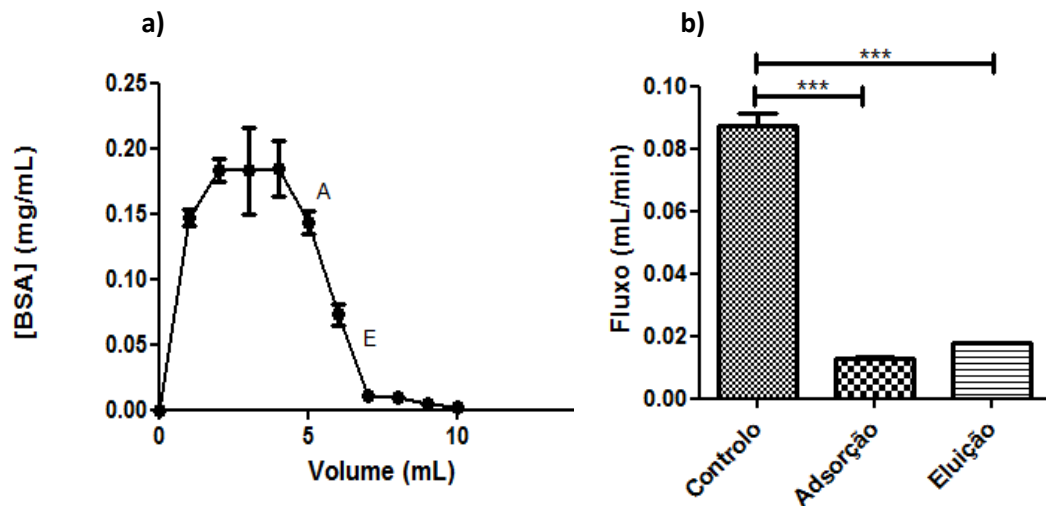 a)
0.25
0.20
0.15
0.10
0.05
0.00
[BSA] (mg/mL)
A
E
0
5
10
Volume (mL)
b)
***
***
0.10
0.08
0.06
0.04
0.02
0.00
Fluxo (mL/min)
Controlo
Adsorção
Eluição